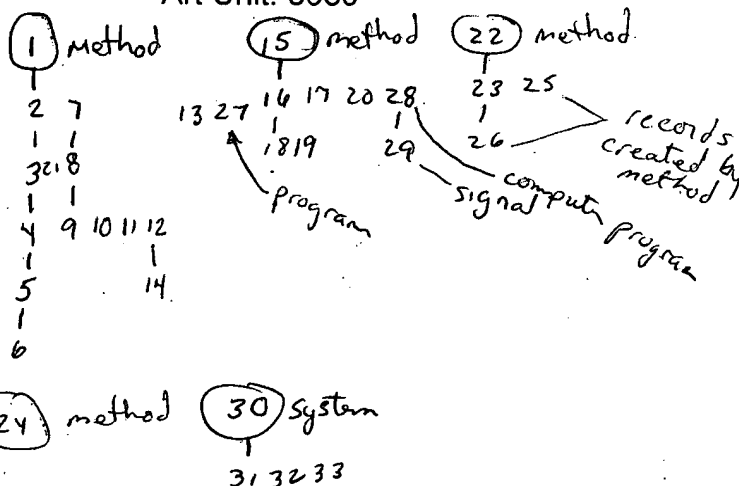 Art Unit: 3636
1 method 15 method 22 method
2 7 13 27 16 17 20 28 23 25
3 21 8 18 19 29 26
records created by method
program
signal
computer program
4 9 10 11 12
5 14
6
24 method 30 system
31 32 33